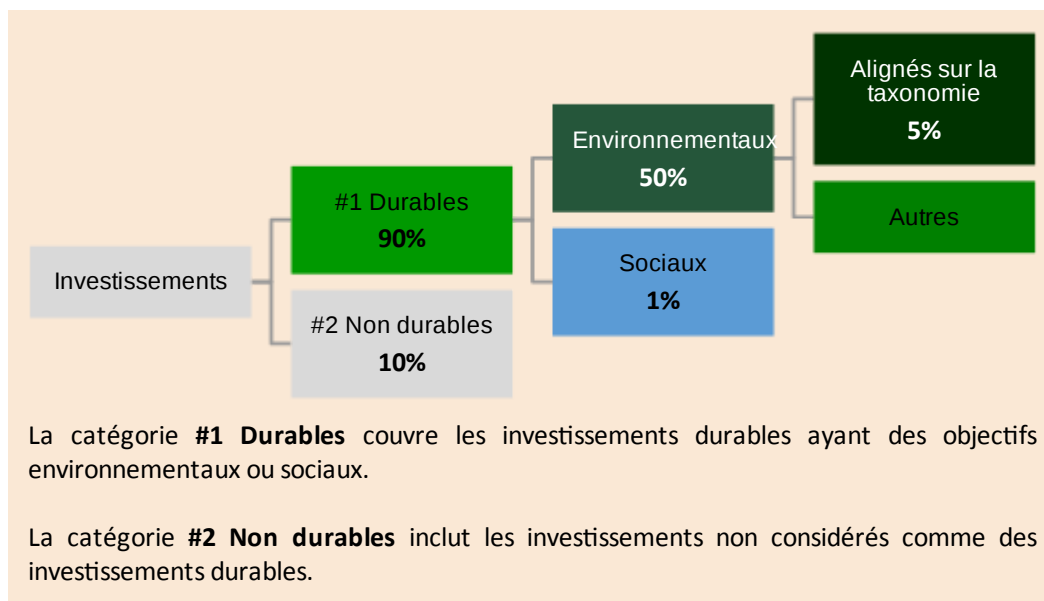 Alignés sur la
taxonomie
5%
Environnementaux
50%
#1 Durables
90%
Autres
Sociaux
1%
Investissements
#2 Non durables
10%
La catégorie #1 Durables couvre les investissements durables ayant des objectifs
environnementaux ou sociaux.
La catégorie #2 Non durables inclut les investissements non considérés comme des
investissements durables.